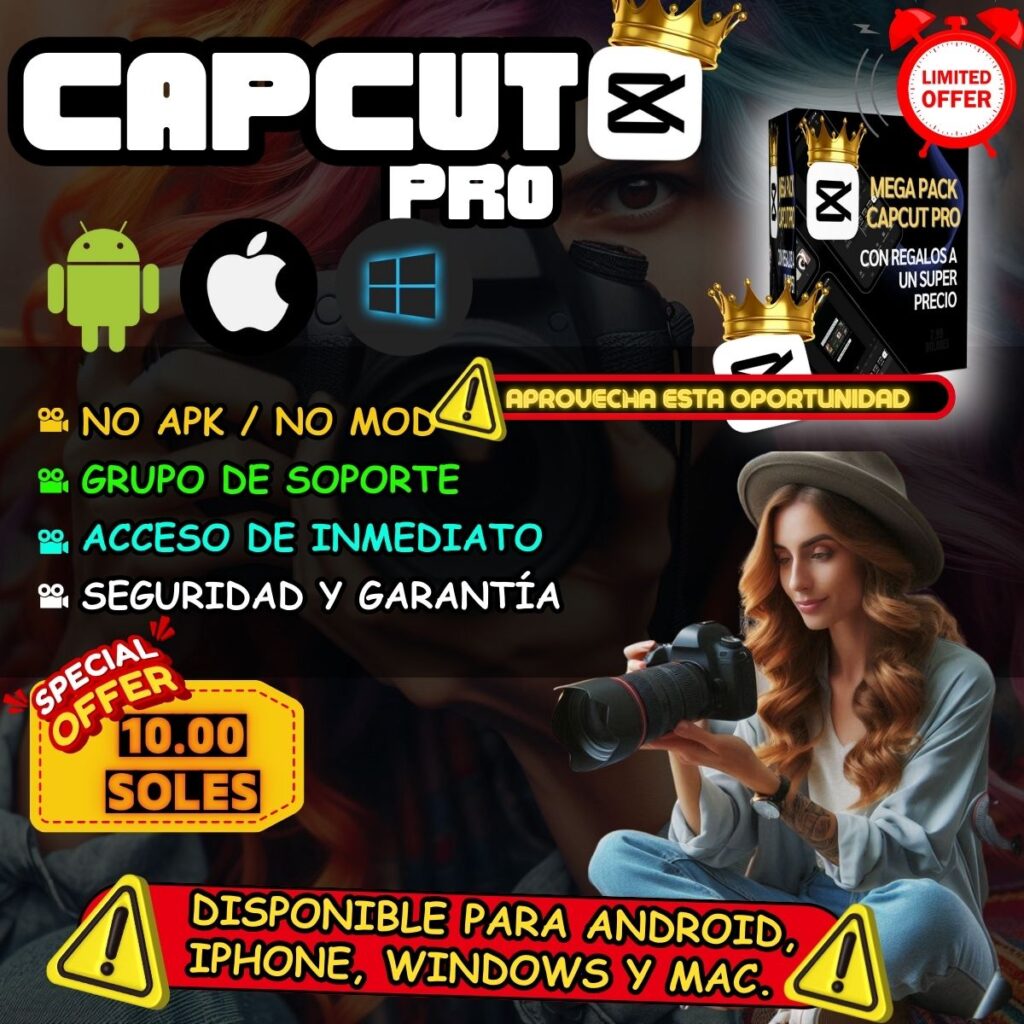 CAPCUT
PRO
LIMITED
OFFER
MEGA PACK
CAPCUT PRO
CON REGALOS A
UN SUPER
PRECIO
APROVECHA ESTA OPORTUNIDAD
NO APK / NO MOD
GRUPO DE SOPORTE
ACCESO DE INMEDIATO
SEGURIDAD Y GARANTÍA
SPECIAL
OFFER
10.00
SOLES
DISPONIBLE PARA ANDROID,
IPHONE, WINDOWS Y MAC.